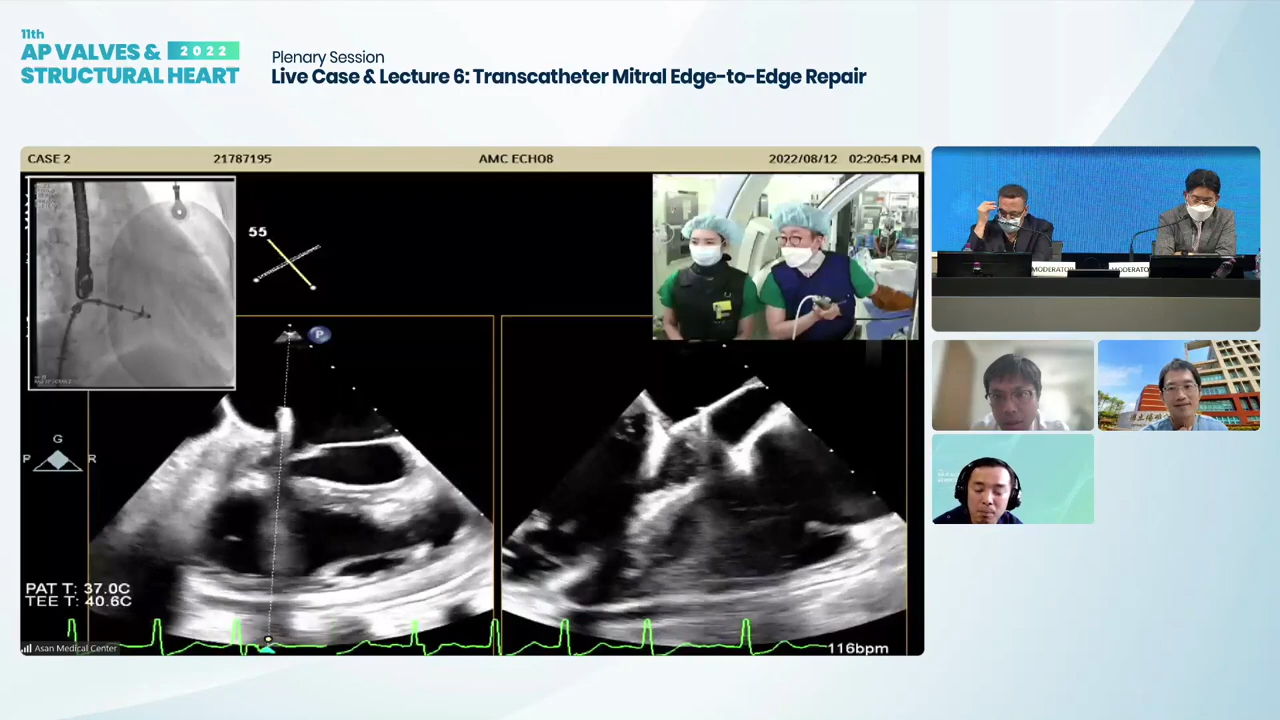 11th
AP VALVES & 2022
STRUCTURAL HEART
Plenary Session
Live Case & Lecture 6: Transcatheter Mitral Edge-to-Edge Repair
CASE 2 21787195 AMC ECHO8 2022/08/12 02:20:54 PM
55
P
G
P R
PAT T: 37.0C
TEE T: 40.6C
116bpm
Asan Medical Center
MODERATO MODERATO